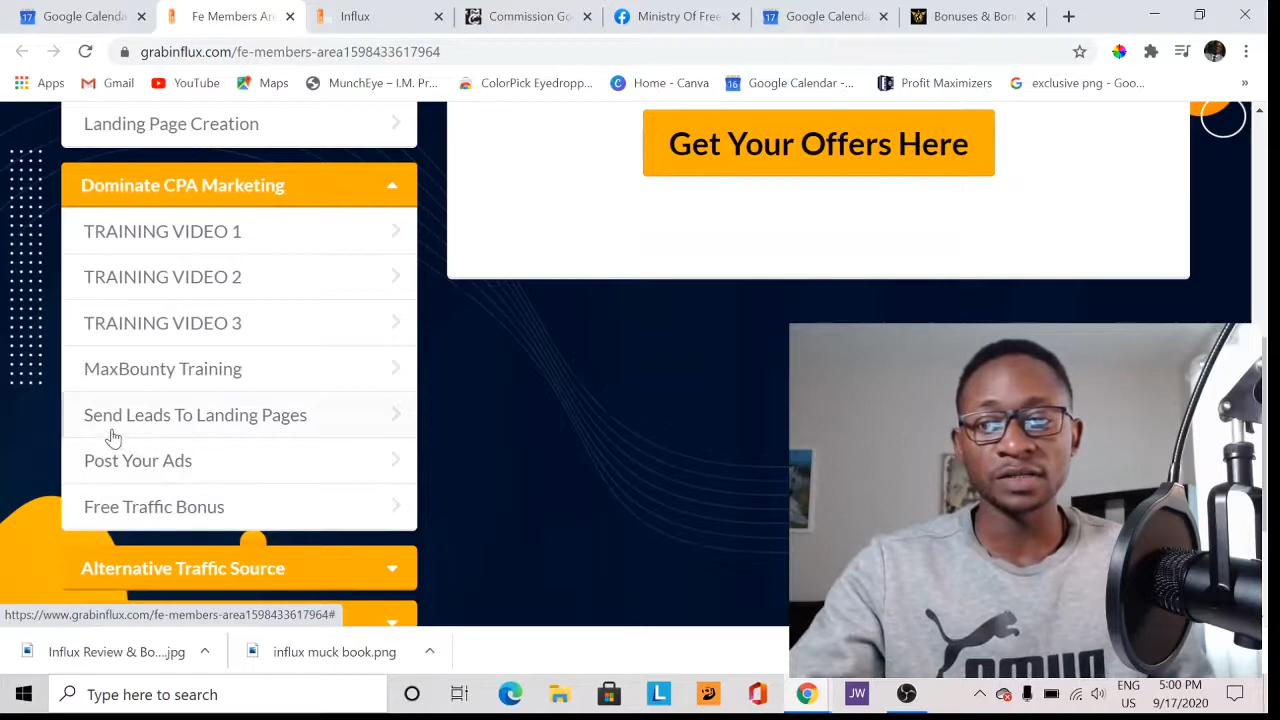 17 Google Calenda
Fe Members Are
Influx
Commission Go
Ministry Of Free
17 Google Calenda
Bonuses & Bon
grabinflux.com/fe-members-area1598433617964
Apps
Gmail
YouTube
Maps
MunchEye – I.M. Pr...
ColorPick Eyedropp...
Home - Canva
16 Google Calendar -...
Profit Maximizers
exclusive png - Goo...
»
Landing Page Creation
Get Your Offers Here
Dominate CPA Marketing
TRAINING VIDEO 1
TRAINING VIDEO 2
TRAINING VIDEO 3
MaxBounty Training
Send Leads To Landing Pages
Post Your Ads
Free Traffic Bonus
Alternative Traffic Source
https://www.grabinflux.com/fe-members-area1598433617964#
Influx Review & Bo....jpg
influx muck book.png
Type here to search
L
JW
ENG
US
5:00 PM
9/17/2020